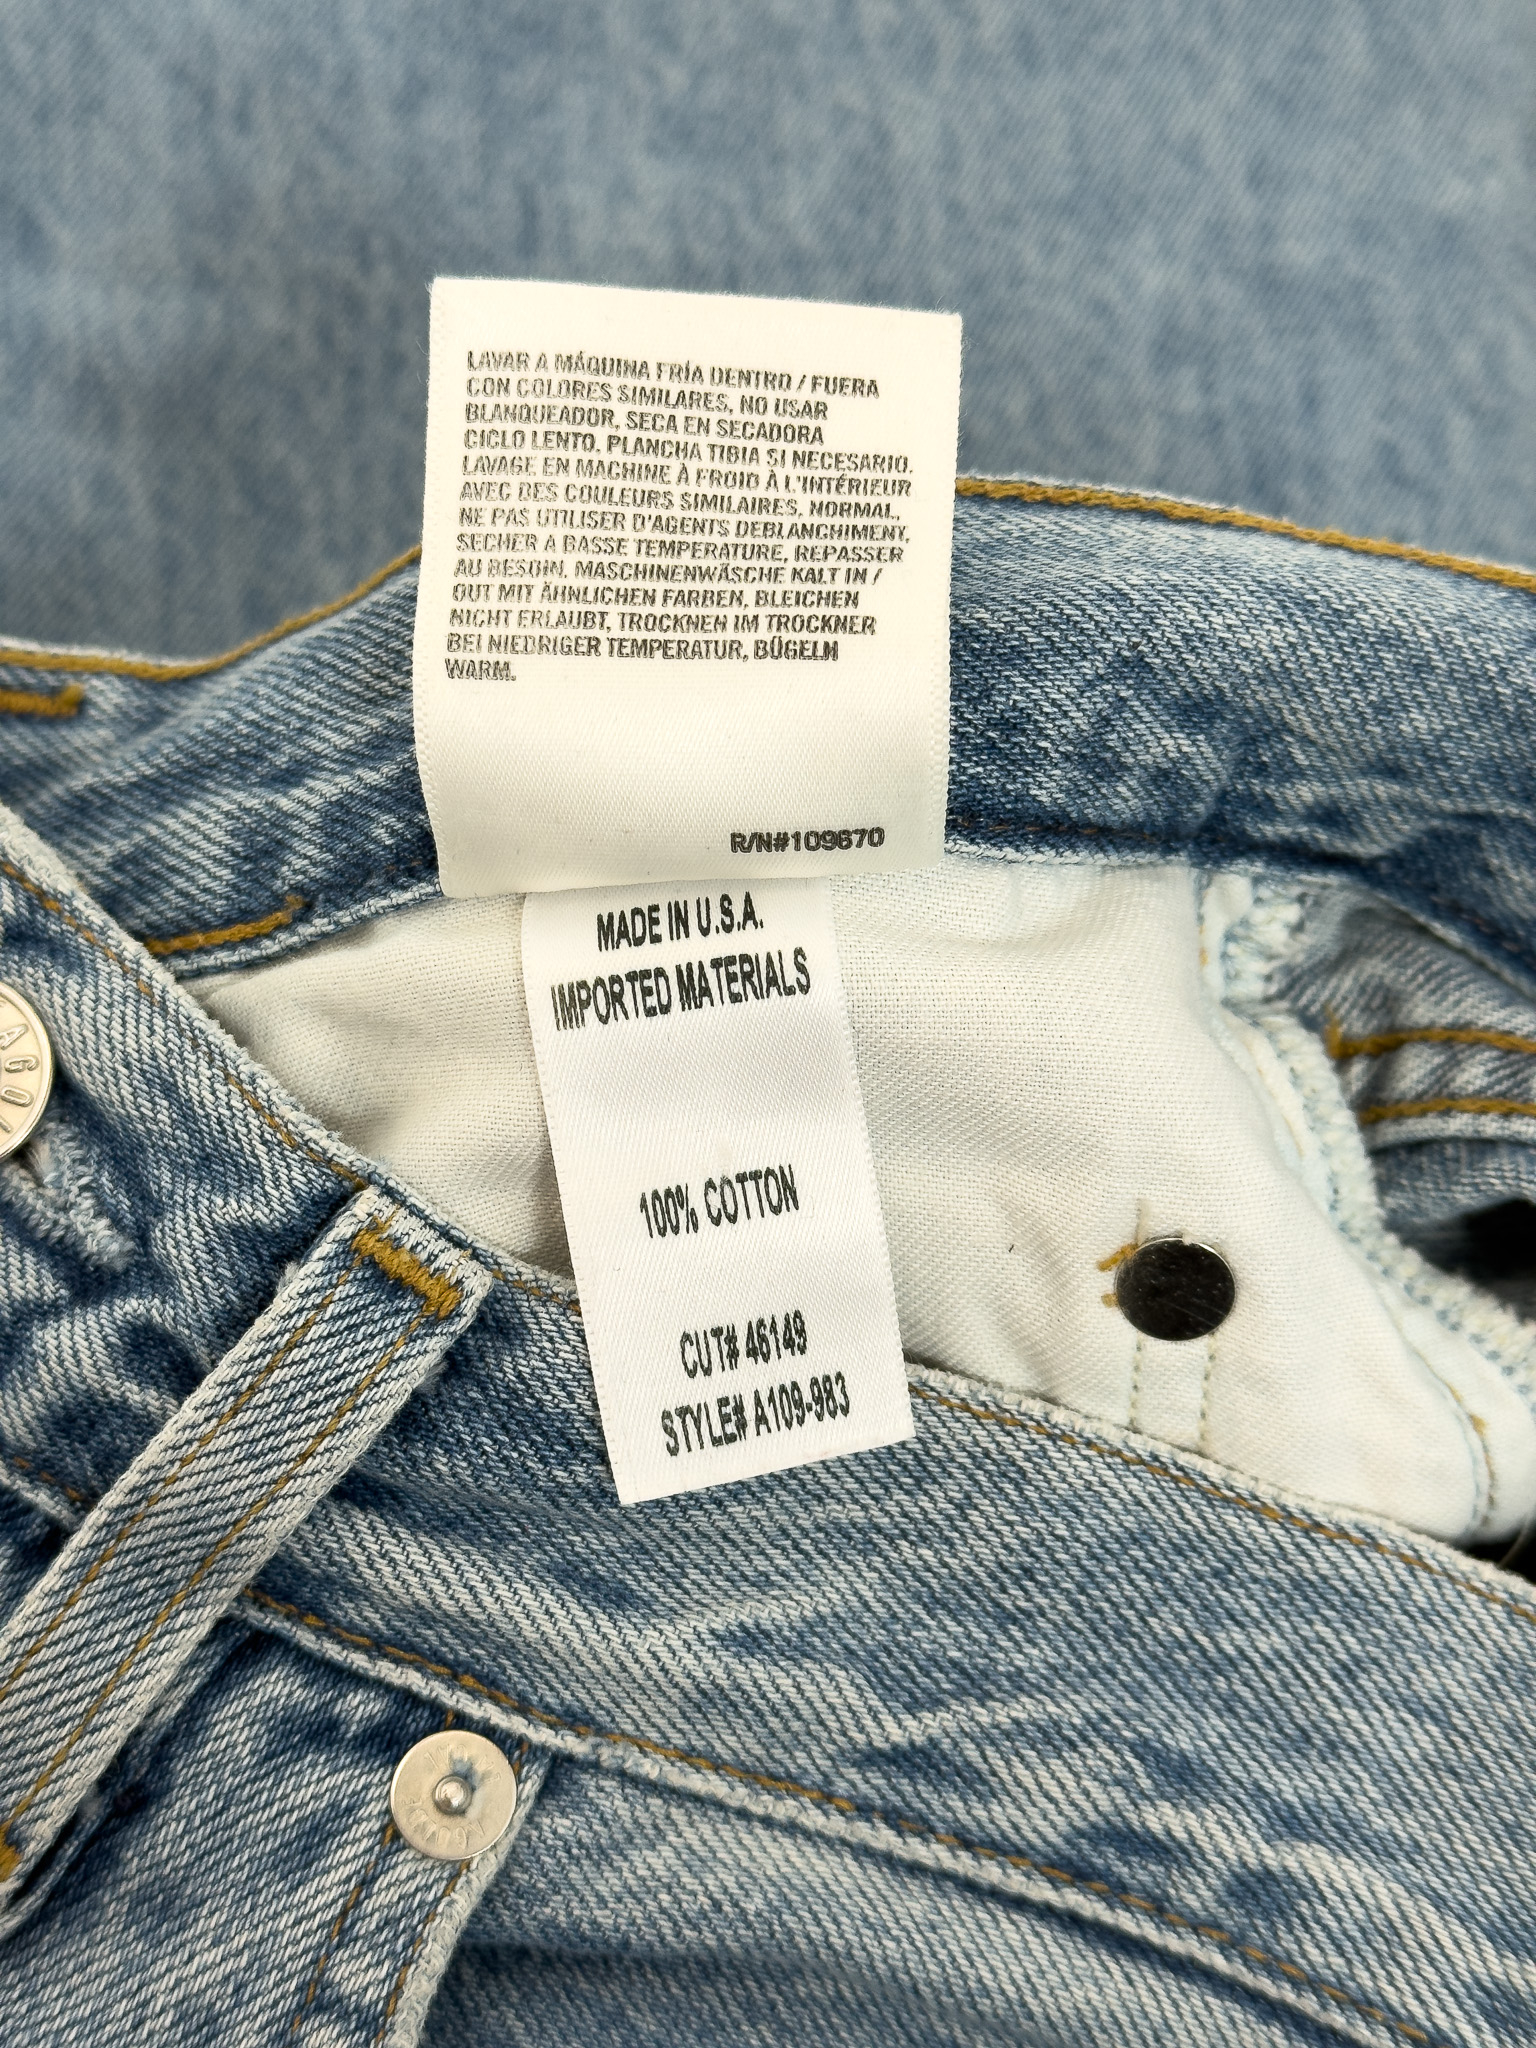 LAVAR A MÁQUINA FRÍA DENTRO / FUERA
CON COLORES SIMILARES, NO USAR
BLANQUEADOR, SECA EN SECADORA
CICLO LENTO. PLANCHA TIBIA SI NECESARIO.
LAVAGE EN MACHINE À FROID À L'INTÉRIEUR
AVEC DES COULEURS SIMILAIRES, NORMAL,
NE PAS UTILISER D'AGENTS DEBLANCHIMENT,
SECHER A BASSE TEMPERATURE, REPASSER
AU BESOIN. MASCHINENWÄSCHE KALT IN /
OUT MIT ÄHNLICHEN FARBEN, BLEICHEN
NICHT ERLAUBT, TROCKNEN IM TROCKNER
BEI NIEDRIGER TEMPERATUR, BÜGELN
WARM.
R/N#109670
MADE IN U.S.A.
IMPORTED MATERIALS
100% COTTON
CUT# 46149
STYLE# A109-983
AGOL